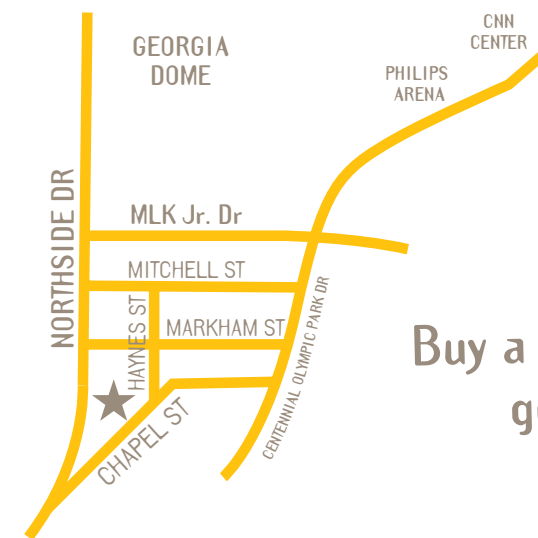 CNN
CENTER
GEORGIA
DOME
PHILIPS
ARENA
NORTHSIDE DR
MLK Jr. Dr
MITCHELL ST
HAYNES ST
MARKHAM ST
CENTENNIAL OLYMPIC PARK DR
CHAPEL ST
Buy a
g